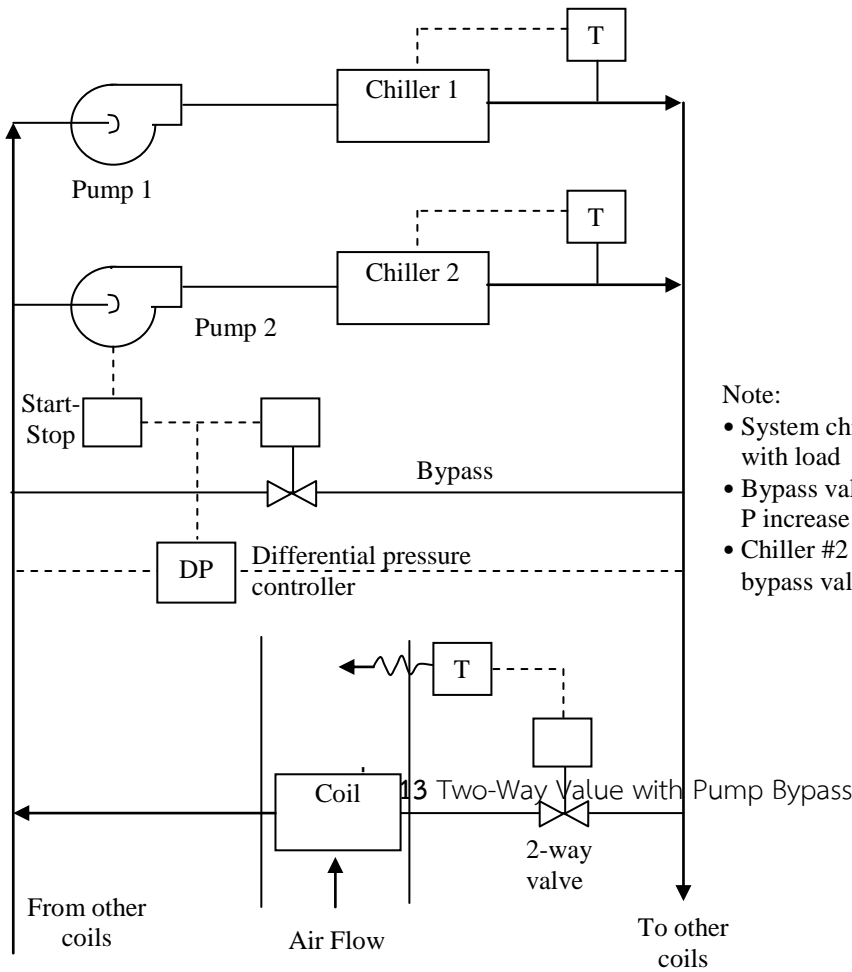 T
Chiller 1
Pump 1
T
Chiller 2
Pump 2
Start-
Stop
Bypass
Note:
• System ch
with load
• Bypass val
P increase
• Chiller #2
bypass val
DP
Differential pressure
controller
T
Coil
13 Two-Way Value with Pump Bypass
2-way
valve
From other
coils
Air Flow
To other
coils